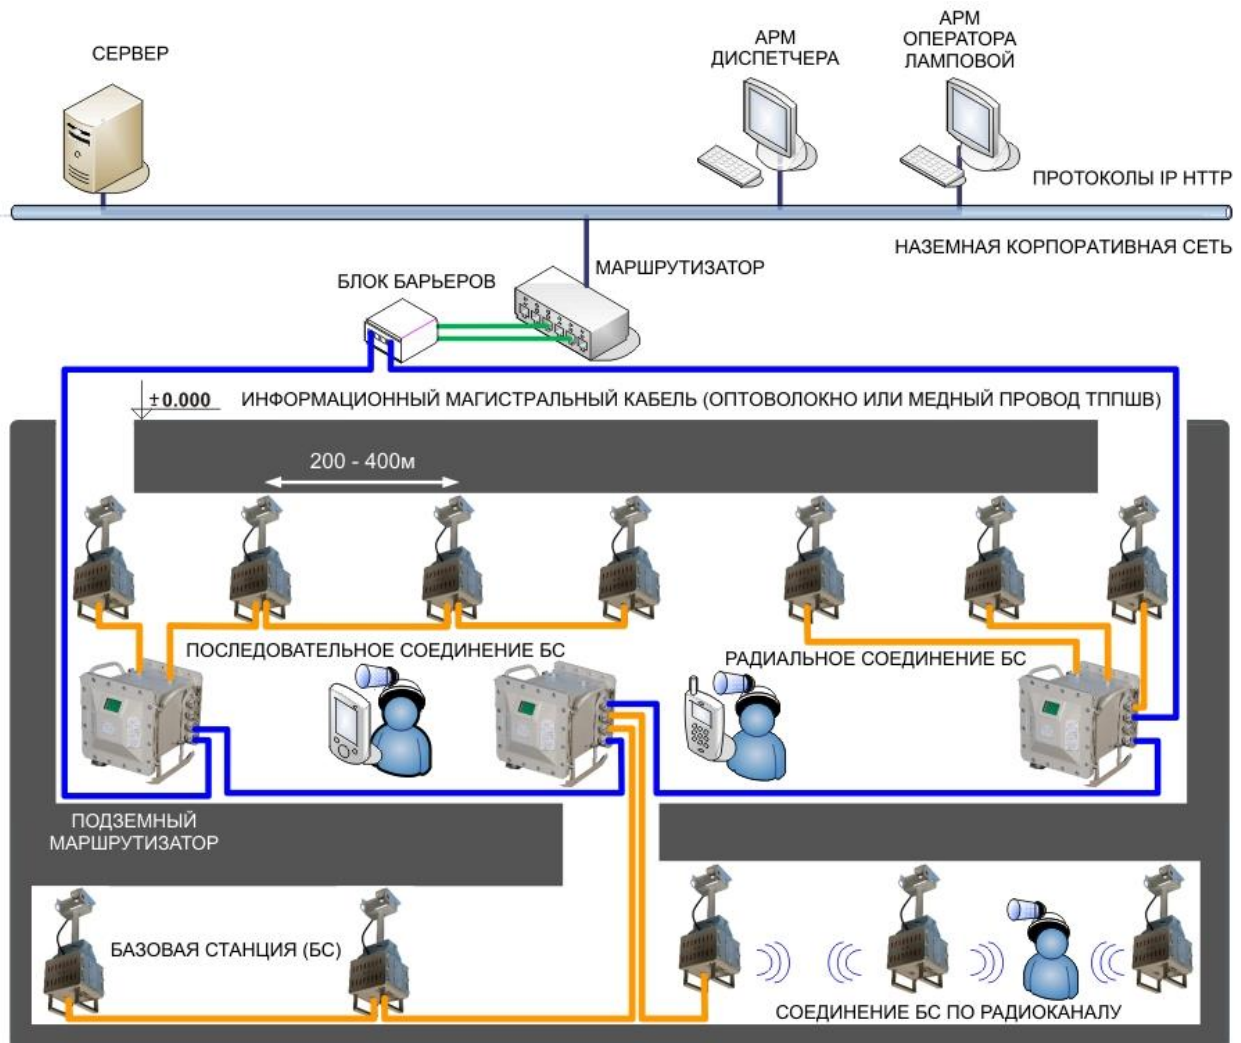 СЕРВЕР
АРМ
ДИСПЕТЧЕРА
АРМ
ОПЕРАТОРА
ЛАМПОВОЙ
ПРОТОКОЛЫ IP HTTP
НАЗЕМНАЯ КОРПОРАТИВНАЯ СЕТЬ
МАРШРУТИЗАТОР
БЛОК БАРЬЕРОВ
±0.000
ИНФОРМАЦИОННЫЙ МАГИСТРАЛЬНЫЙ КАБЕЛЬ (ОПТОВОЛОКНО ИЛИ МЕДНЫЙ ПРОВОД ТППШВ)
200 - 400м
ПОСЛЕДОВАТЕЛЬНОЕ СОЕДИНЕНИЕ БС
РАДИАЛЬНОЕ СОЕДИНЕНИЕ БС
ПОДЗЕМНЫЙ
МАРШРУТИЗАТОР
БАЗОВАЯ СТАНЦИЯ (БС)
СОЕДИНЕНИЕ БС ПО РАДИОКАНАЛУ